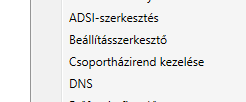 ADSI-szerkesztés
Beállításszerkesztő
Csoportházirend kezelése
DNS